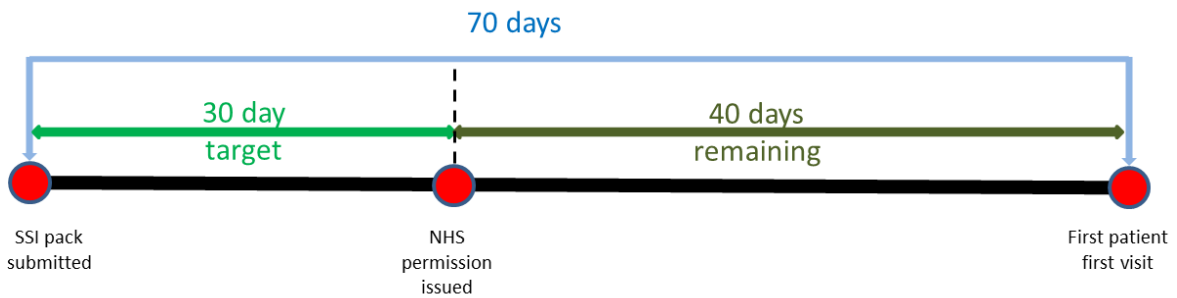 70 days
30 day
target
40 days
remaining
SSI pack
submitted
NHS
permission
issued
First patient
first visit